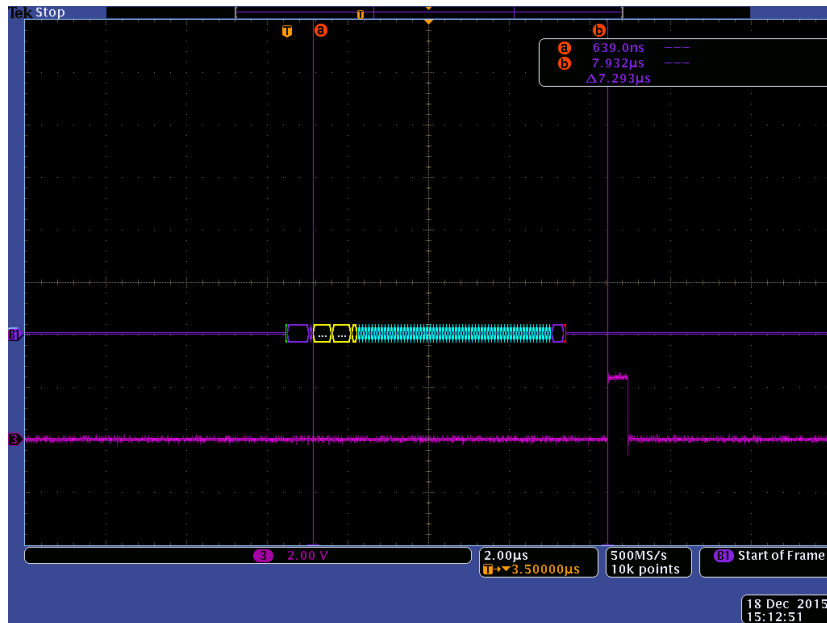 Tek Stop
T
T a b
a 639.0ns ---
b 7.932µs ---
Δ7.293µs
B1
... ...
3
3 2.00 V
2.00µs
T→▼3.50000µs
500MS/s
10k points
B1 Start of Frame
18 Dec 2015
15:12:51